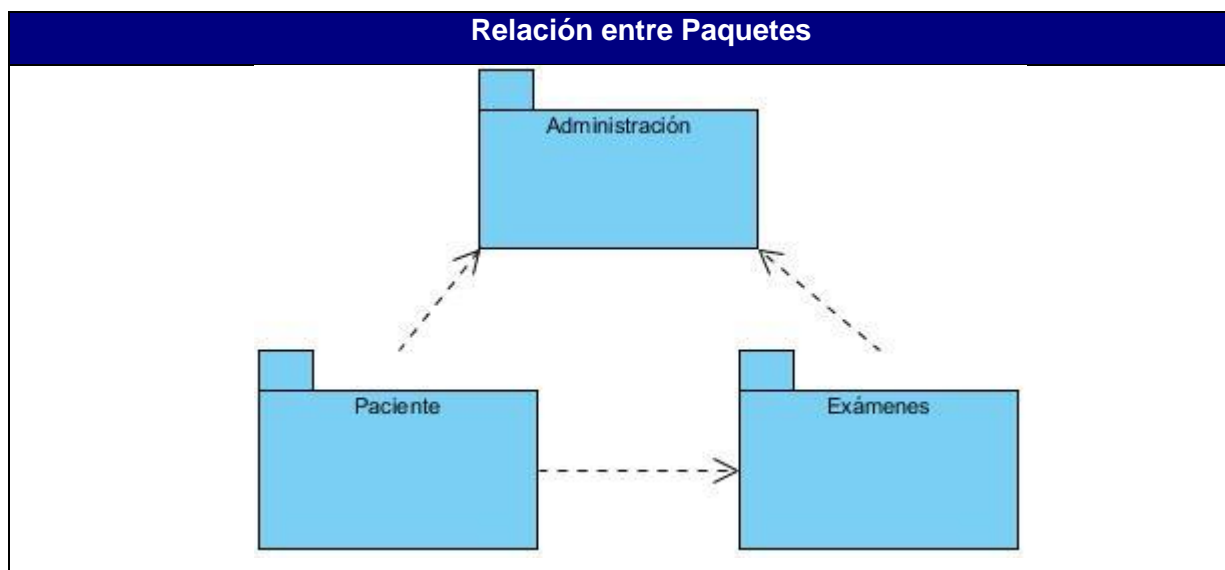 Relación entre Paquetes
Administración
Paciente
Exámenes